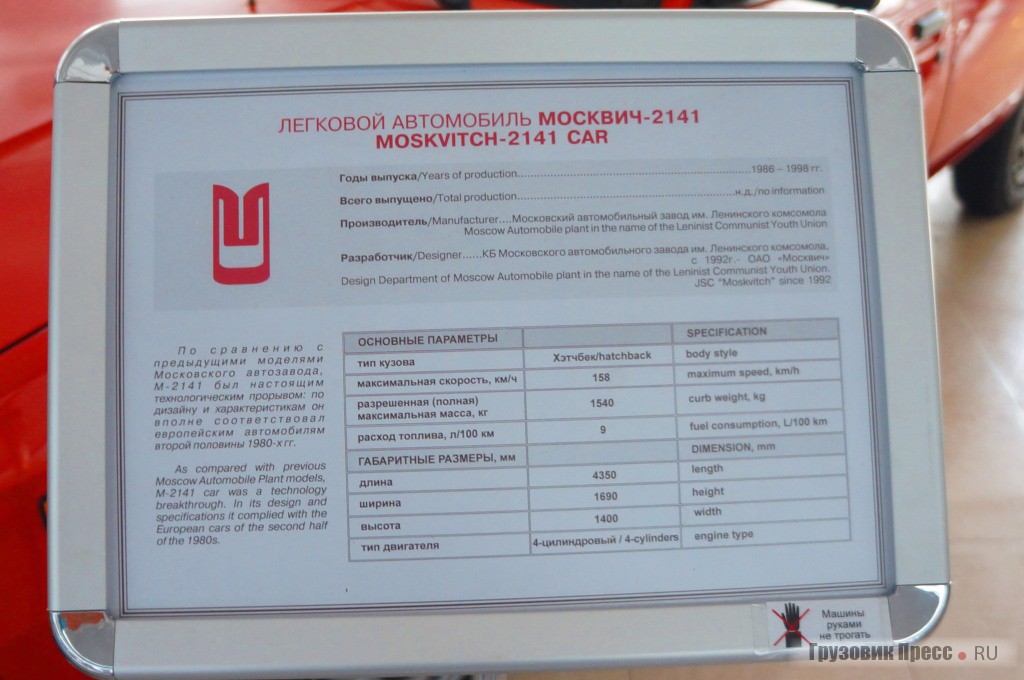 ЛЕГКОВОЙ АВТОМОБИЛЬ МОСКВИЧ-2141
MOSKVITCH-2141 CAR
Годы выпуска/Years of production..........1986 – 1998 гг.
Всего выпущено/Total production..........н.д./no information
Производитель/Manufacturer....Московский автомобильный завод им. Ленинского комсомола
Moscow Automobile plant in the name of the Leninist Communist Youth Union
Разработчик/Designer......КБ Московского автомобильного завода им. Ленинского комсомола,
с 1992г.- ОАО «Москвич»
Design Department of Moscow Automobile plant in the name of the Leninist Communist Youth Union.
JSC "Moskvitch" since 1992
По сравнению с
предыдущими моделями
Московского автозавода,
М-2141 был настоящим
технологическим прорывом: по
дизайну и характеристикам он
вполне соответствовал
европейским автомобилям
второй половины 1980-х гг.
As compared with previous
Moscow Automobile Plant models,
M-2141 car was a technology
breakthrough. In its design and
specifications it complied with the
European cars of the second half
of the 1980s.
ОСНОВНЫЕ ПАРАМЕТРЫ SPECIFICATION
тип кузова Хэтчбек/hatchback body style
максимальная скорость, км/ч 158 maximum speed, km/h
разрешенная (полная)
максимальная масса, кг 1540 curb weight, kg
расход топлива, л/100 км 9 fuel consumption, L/100 km
ГАБАРИТНЫЕ РАЗМЕРЫ, мм DIMENSION, mm
длина 4350 length
ширина 1690 height
высота 1400 width
тип двигателя 4-цилиндровый / 4-cylinders engine type
Машины
руками
не трогать
Грузовик Пресс.RU